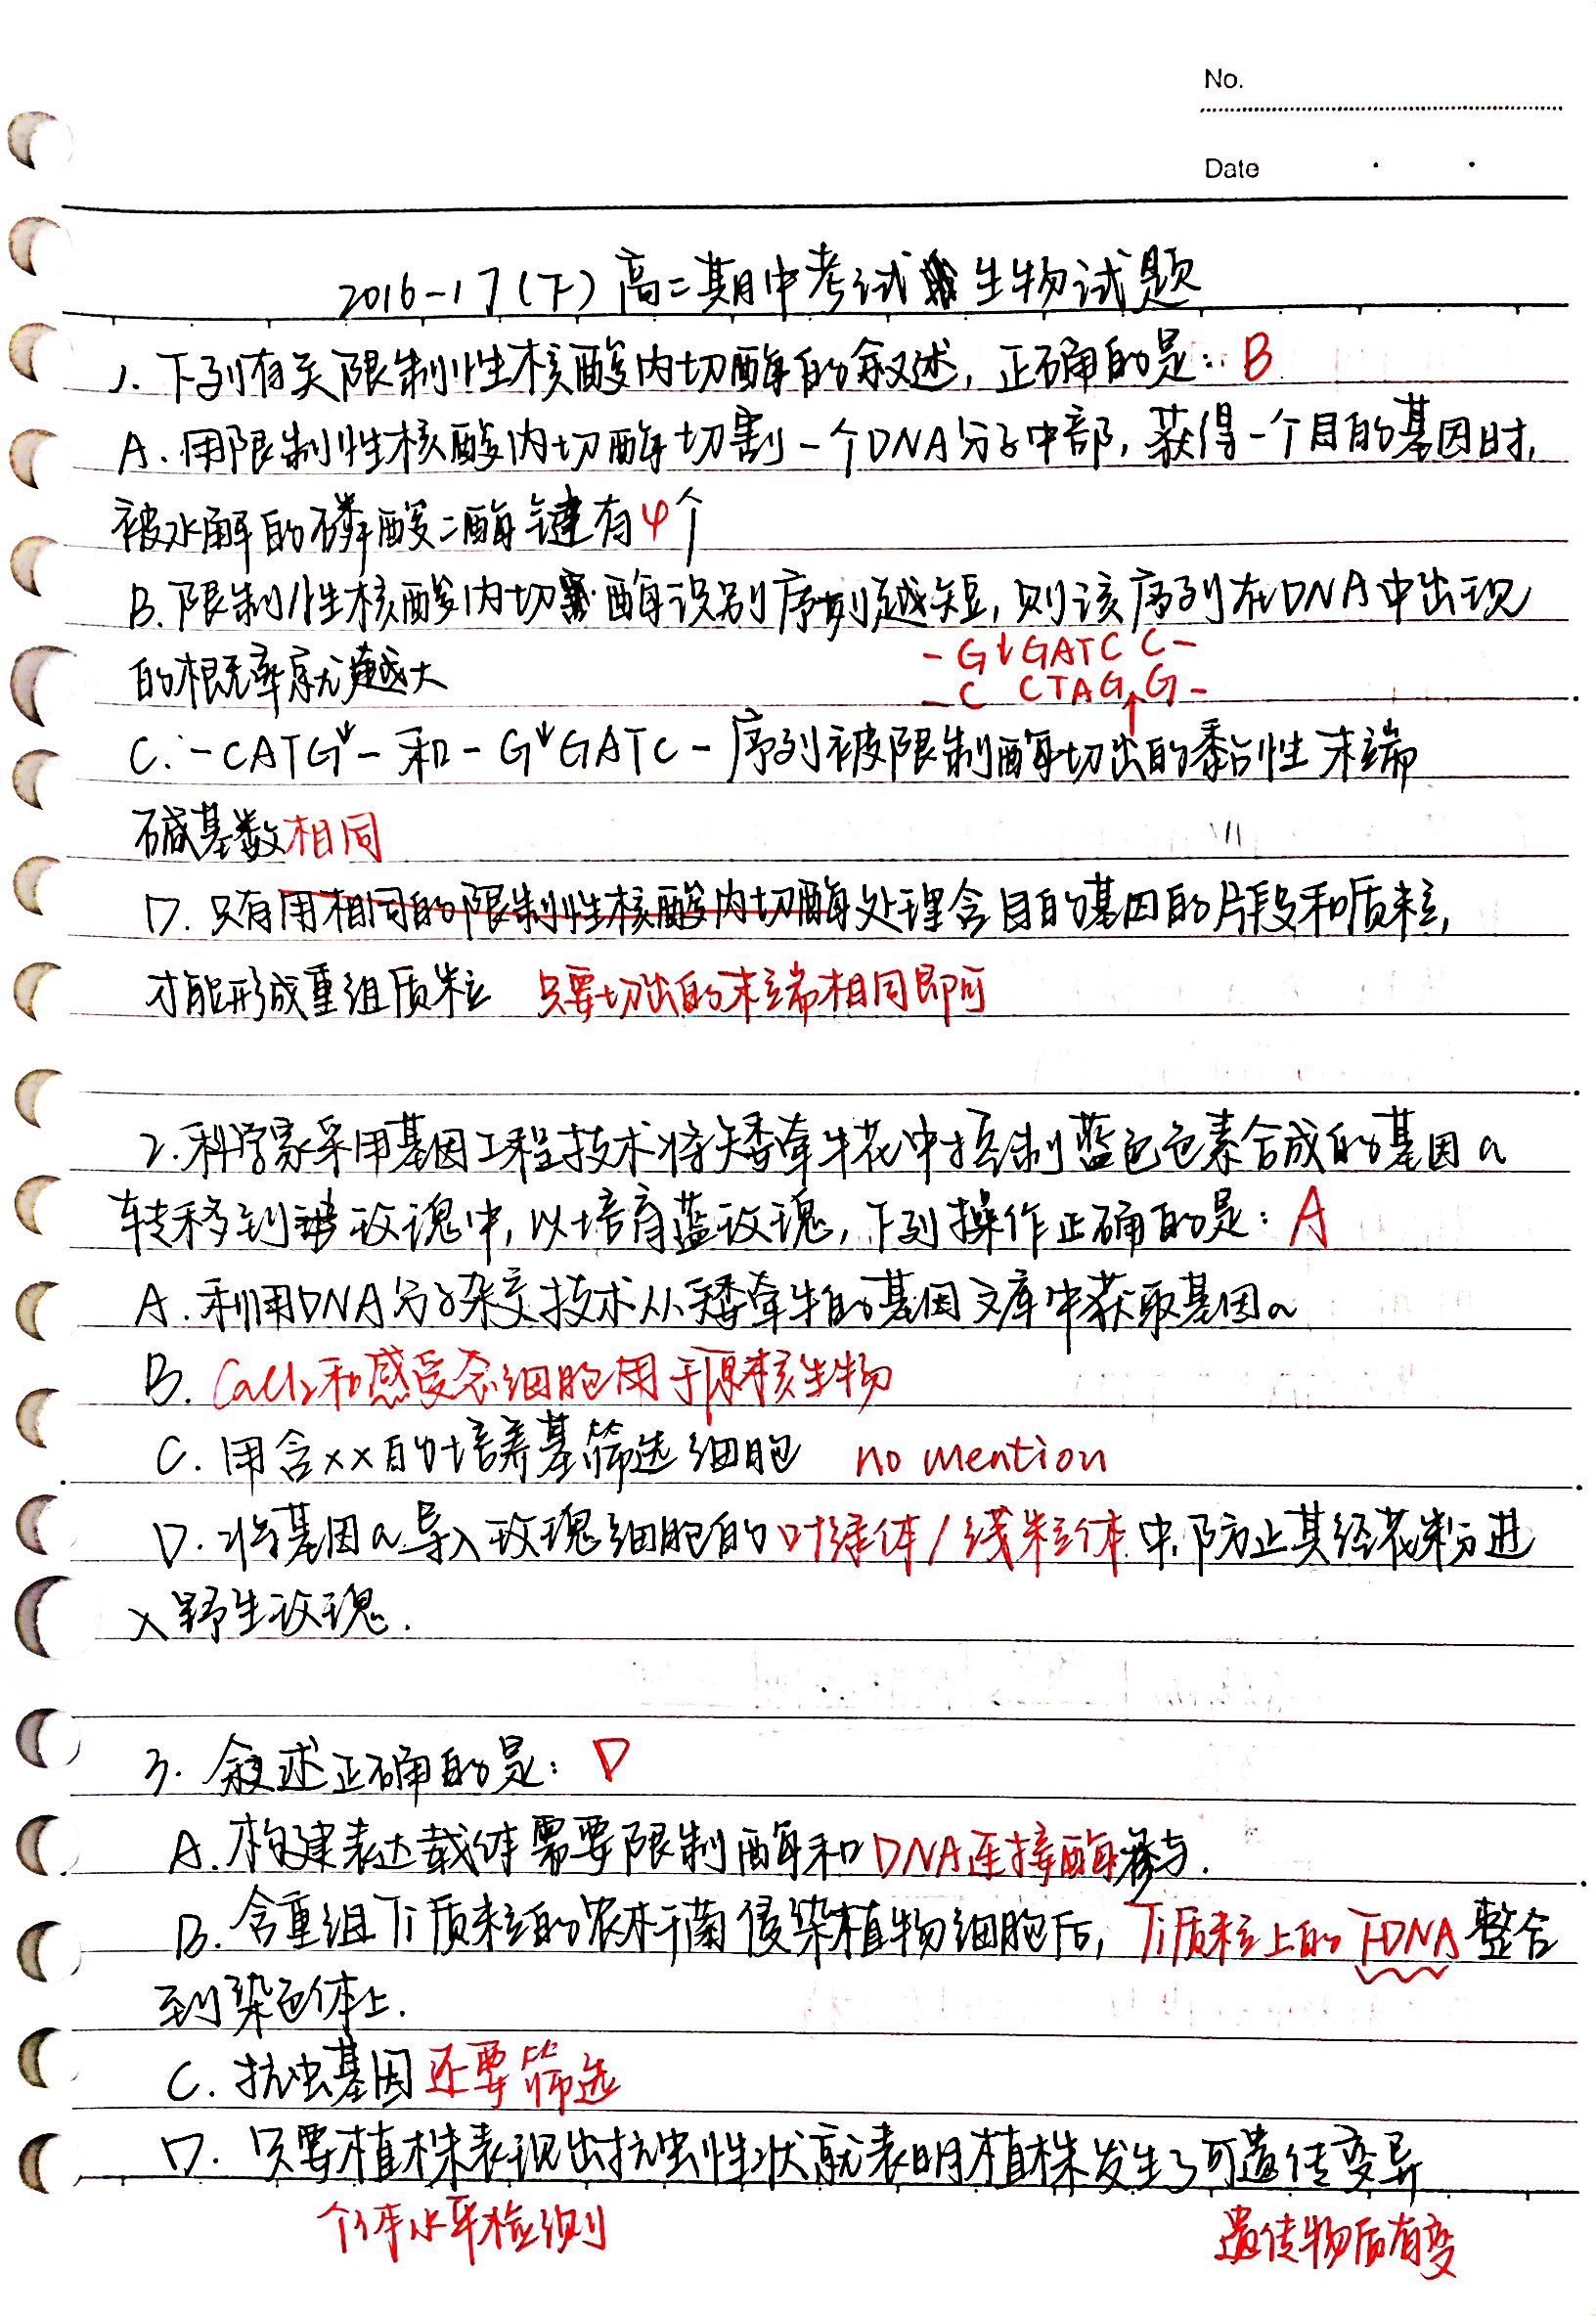 No.
Date
2016-17(下)高二期中考试生物试题
1. 下列有关限制性核酸内切酶的叙述,正确的是: B
A. 用限制性核酸内切酶切割一个DNA分子中部,获得一个目的基因时,
被水解的磷酸二酯键有4个
B. 限制性核酸内切酶识别序列越短,则该序列在DNA中出现
的概率就越大
-G↓GATC C-
-C CTAG↑G-
C. -CATG↓-和-G↓GATC-序列被限制酶切出的黏性末端
碱基数相同
D. 只有用相同的限制性核酸内切酶处理含目的基因的片段和质粒,
才能形成重组质粒 只要切出的末端相同即可
2. 科学家采用基因工程技术将矮牵牛花中控制蓝色色素合成的基因a
转移到玫瑰中,以培育蓝玫瑰,下列操作正确的是: A
A. 利用DNA分子杂交技术从矮牵牛的基因文库中获取基因a
B. CaCl₂和感受态细胞用于原核生物
C. 用含xx的培养基筛选细胞 no mention
D. 将基因a导入玫瑰细胞的叶绿体/线粒体中,防止其经花粉进
入野生玫瑰.
3. 叙述正确的是: D
A. 构建表达载体需要限制酶和DNA连接酶参与.
B. 含重组Ti质粒的农杆菌侵染植物细胞后, Ti质粒上的T-DNA整合
到染色体上.
C. 抗虫基因还要筛选
D. 只要植株表现出抗虫性状就表明植株发生了可遗传变异
个体水平检测 遗传物质有变